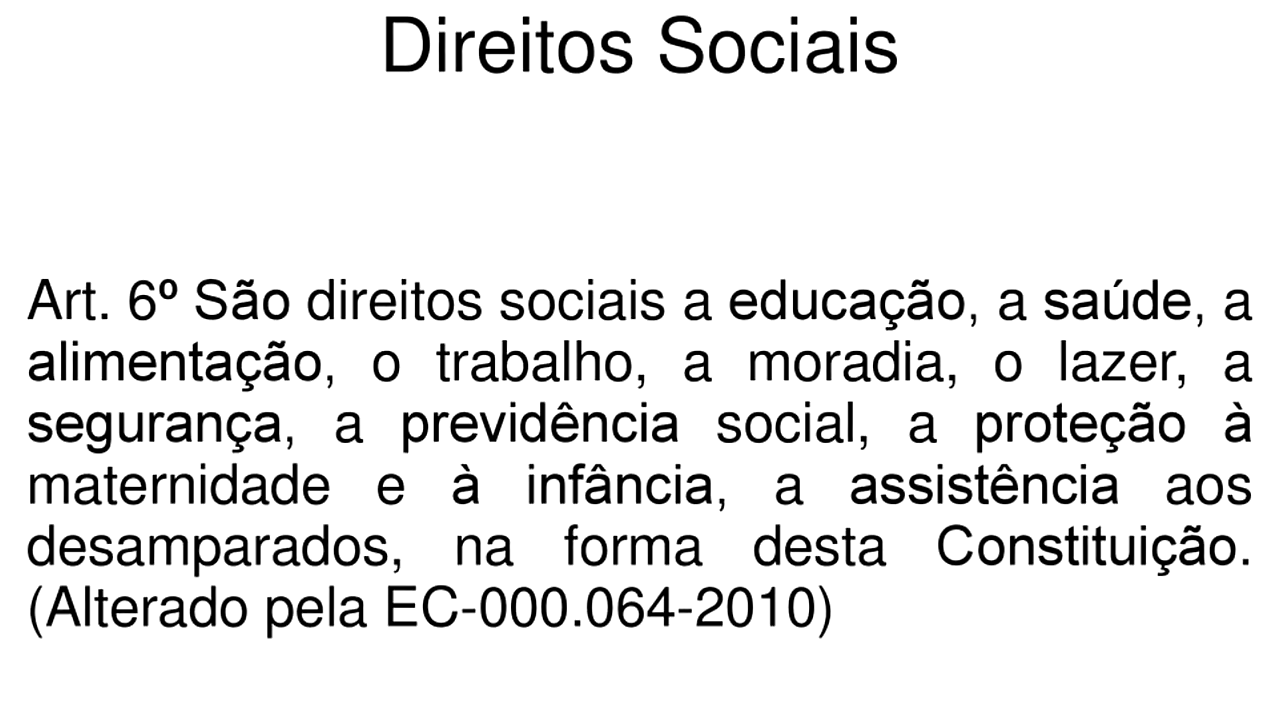 Direitos Sociais
Art. 6º São direitos sociais a educação, a saúde, a
alimentação, o trabalho, a moradia, o lazer, a
segurança, a previdência social, a proteção à
maternidade e à infância, a assistência aos
desamparados, na forma desta Constituição.
(Alterado pela EC-000.064-2010)